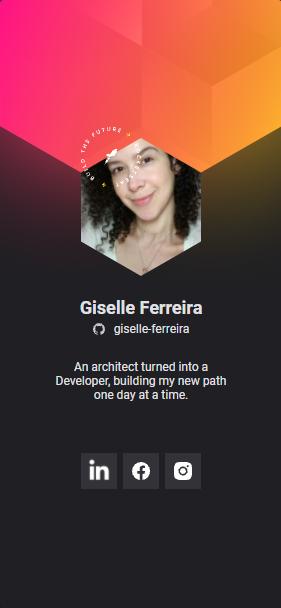 BUILD THE FUTURE
Giselle Ferreira
giselle-ferreira
An architect turned into a
Developer, building my new path
one day at a time.
in